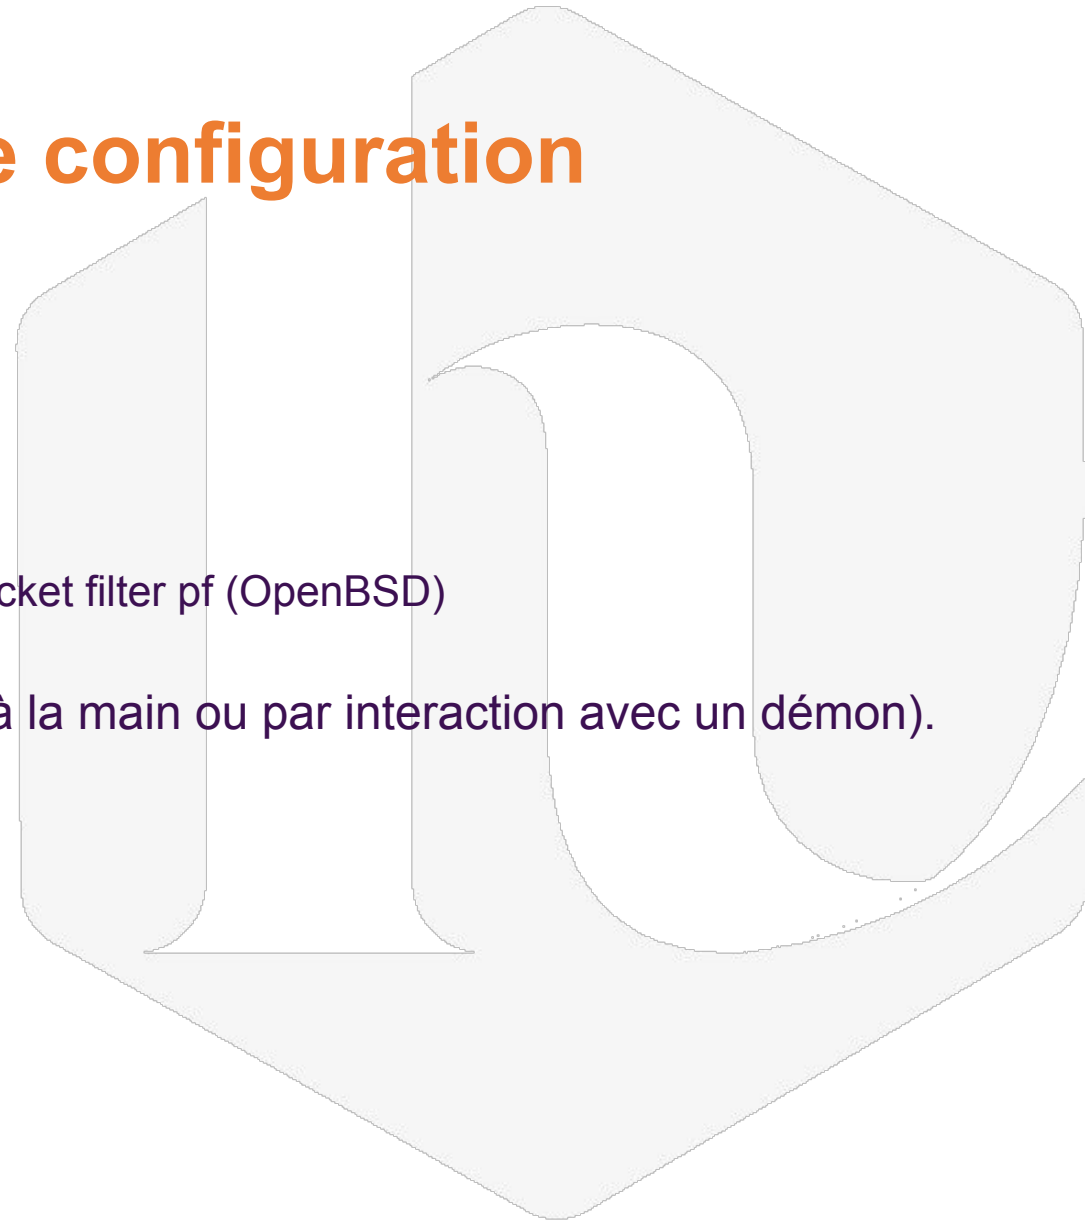 e configuration
cket filter pf (OpenBSD)
à la main ou par interaction avec un démon).